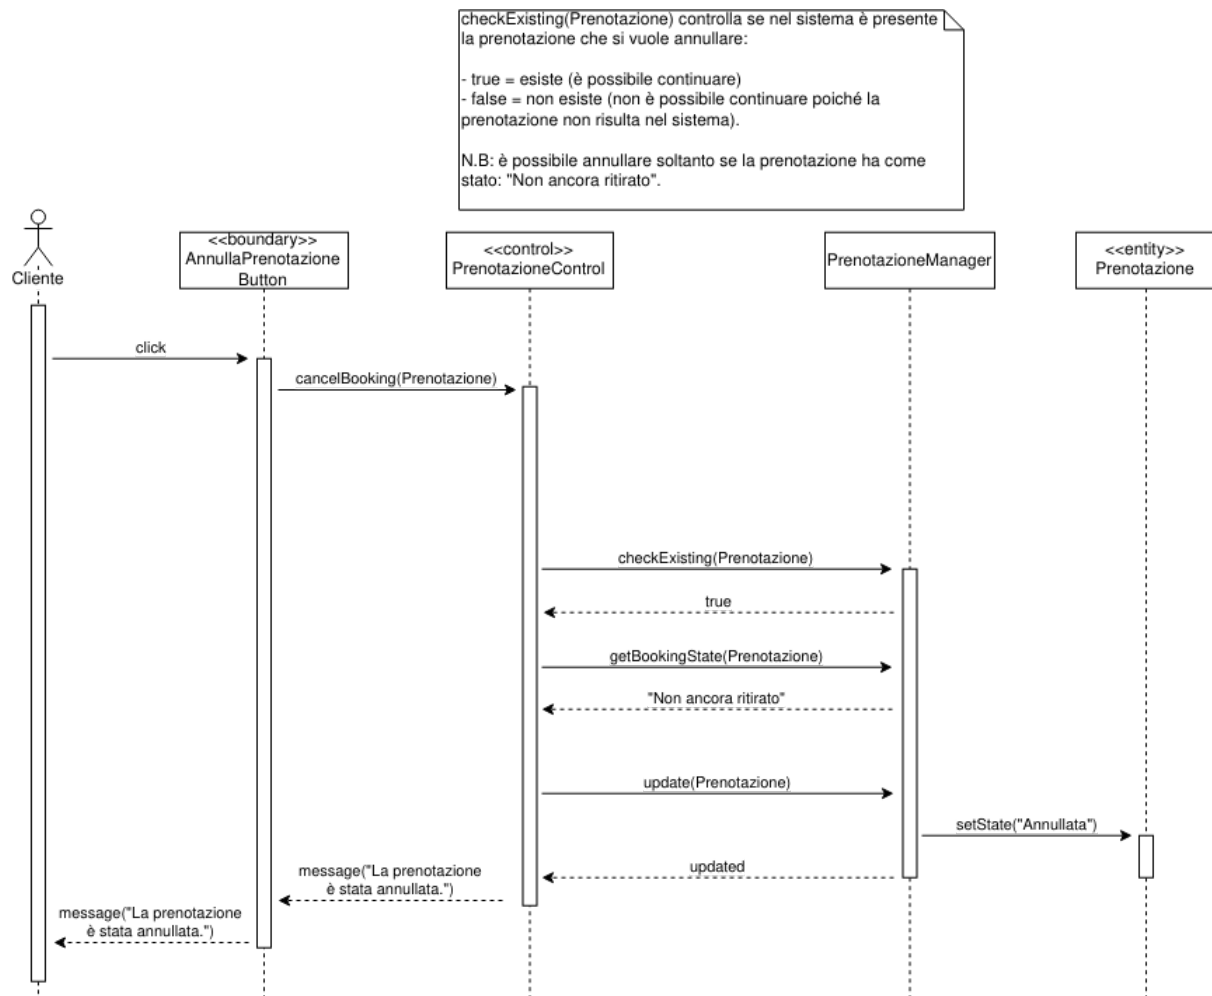 checkExisting(Prenotazione) controlla se nel sistema è presente
la prenotazione che si vuole annullare:
- true = esiste (è possibile continuare)
- false = non esiste (non è possibile continuare poiché la
prenotazione non risulta nel sistema).
N.B: è possibile annullare soltanto se la prenotazione ha come
stato: "Non ancora ritirato".
Cliente
<<boundary>>
AnnullaPrenotazione
Button
<<control>>
PrenotazioneControl
PrenotazioneManager
<<entity>>
Prenotazione
click
cancelBooking(Prenotazione)
checkExisting(Prenotazione)
true
getBookingState(Prenotazione)
"Non ancora ritirato"
update(Prenotazione)
setState("Annullata")
updated
message("La prenotazione
è stata annullata.")
message("La prenotazione
è stata annullata.")